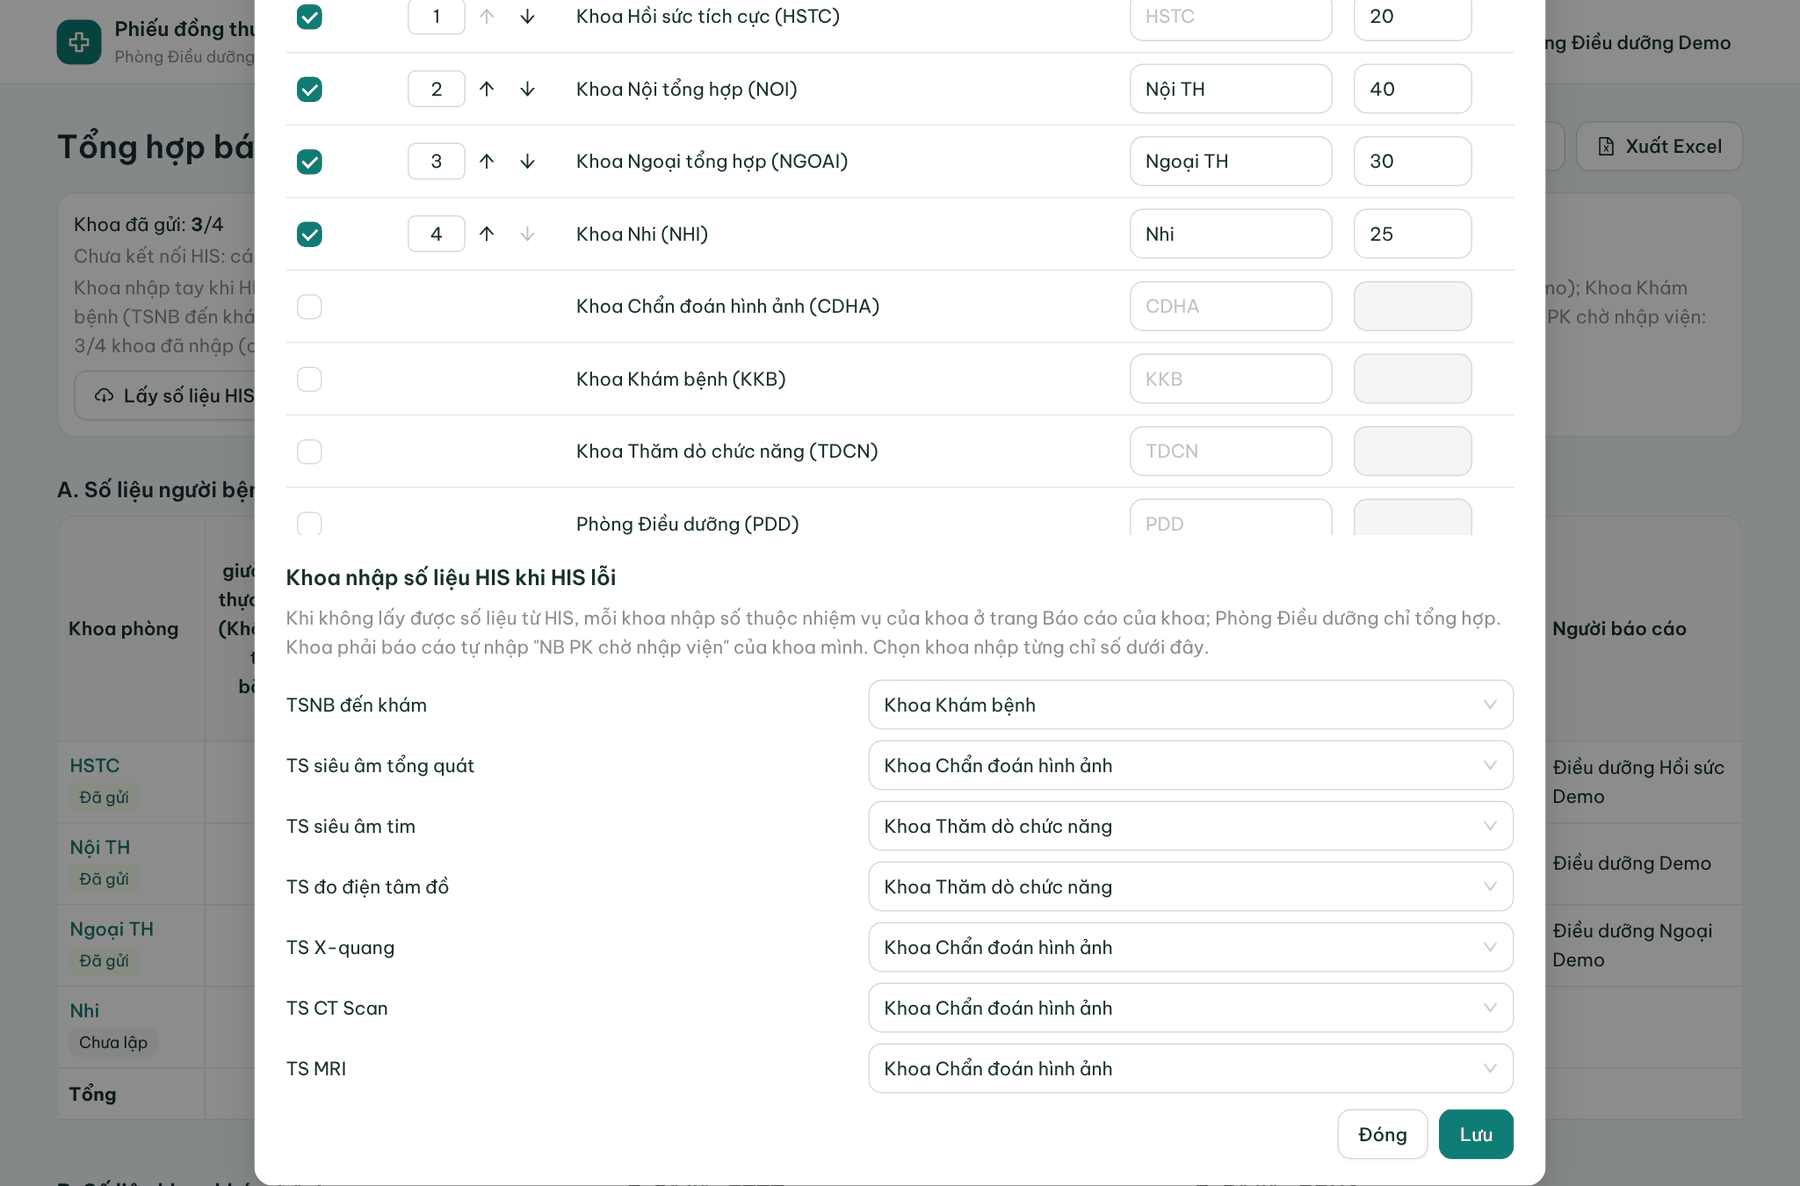 Phiếu đồng thu
Phòng Điều dưỡng
ng Điều dưỡng Demo
Tổng hợp bá
Xuất Excel
Khoa đã gửi: 3/4
Chưa kết nối HIS: cá
Khoa nhập tay khi H
bệnh (TSNB đến khá
3/4 khoa đã nhập (c
mo); Khoa Khám
PK chờ nhập viện:
Lấy số liệu HIS
A. Số liệu người bện
Khoa phòng
Người báo cáo
HSTC
Đã gửi
Điều dưỡng Hồi sức
Demo
Nội TH
Đã gửi
Điều dưỡng Demo
Ngoại TH
Đã gửi
Điều dưỡng Ngoại
Demo
Nhi
Chưa lập
Tổng
1 Khoa Hồi sức tích cực (HSTC) HSTC 20
2 Khoa Nội tổng hợp (NOI) Nội TH 40
3 Khoa Ngoại tổng hợp (NGOAI) Ngoại TH 30
4 Khoa Nhi (NHI) Nhi 25
Khoa Chẩn đoán hình ảnh (CDHA) CDHA
Khoa Khám bệnh (KKB) KKB
Khoa Thăm dò chức năng (TDCN) TDCN
Phòng Điều dưỡng (PDD) PDD
Khoa nhập số liệu HIS khi HIS lỗi
Khi không lấy được số liệu từ HIS, mỗi khoa nhập số thuộc nhiệm vụ của khoa ở trang Báo cáo của khoa; Phòng Điều dưỡng chỉ tổng hợp.
Khoa phải báo cáo tự nhập "NB PK chờ nhập viện" của khoa mình. Chọn khoa nhập từng chỉ số dưới đây.
TSNB đến khám Khoa Khám bệnh
TS siêu âm tổng quát Khoa Chẩn đoán hình ảnh
TS siêu âm tim Khoa Thăm dò chức năng
TS đo điện tâm đồ Khoa Thăm dò chức năng
TS X-quang Khoa Chẩn đoán hình ảnh
TS CT Scan Khoa Chẩn đoán hình ảnh
TS MRI Khoa Chẩn đoán hình ảnh
Đóng Lưu